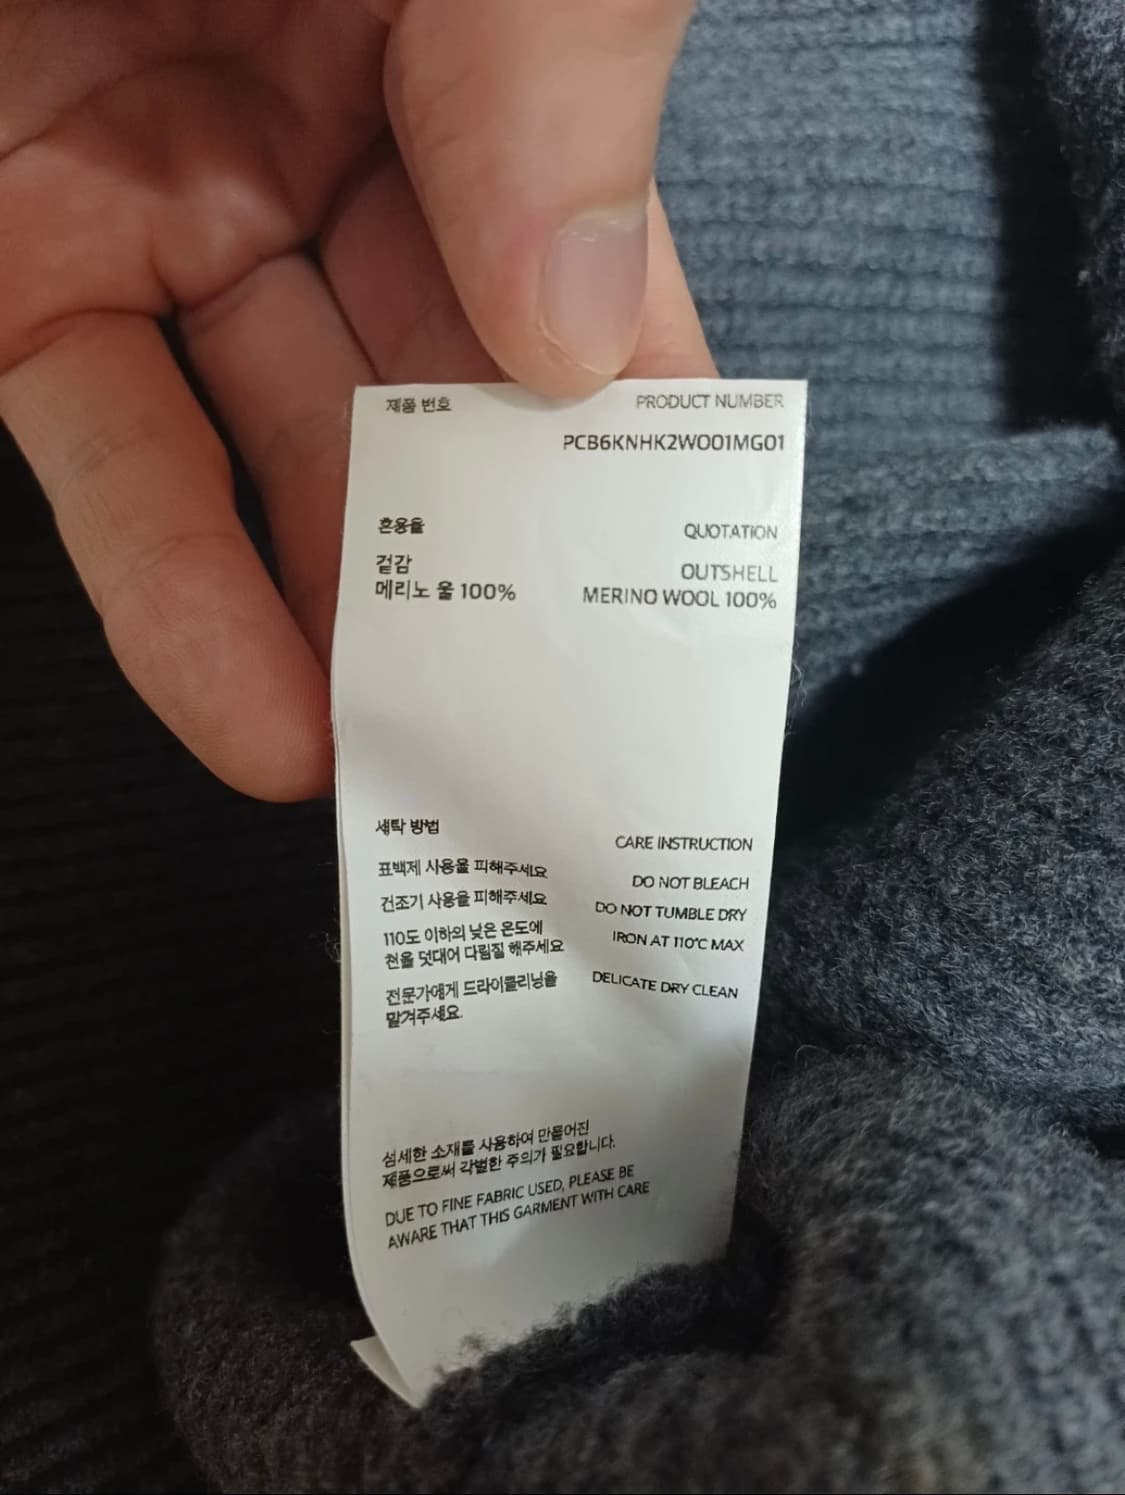 제품 번호
PRODUCT NUMBER
PCB6KNHK2WO01MG01
혼용율
QUOTATION
겉감
OUTSHELL
메리노 울 100%
MERINO WOOL 100%
세탁 방법
CARE INSTRUCTION
표백제 사용을 피해주세요
DO NOT BLEACH
건조기 사용을 피해주세요
DO NOT TUMBLE DRY
110도 이하의 낮은 온도에
천을 덧대어 다림질 해주세요
IRON AT 110℃ MAX
전문가에게 드라이클리닝을
맡겨주세요.
DELICATE DRY CLEAN
섬세한 소재를 사용하여 만들어진
제품으로써 각별한 주의가 필요합니다.
DUE TO FINE FABRIC USED, PLEASE BE
AWARE THAT THIS GARMENT WITH CARE